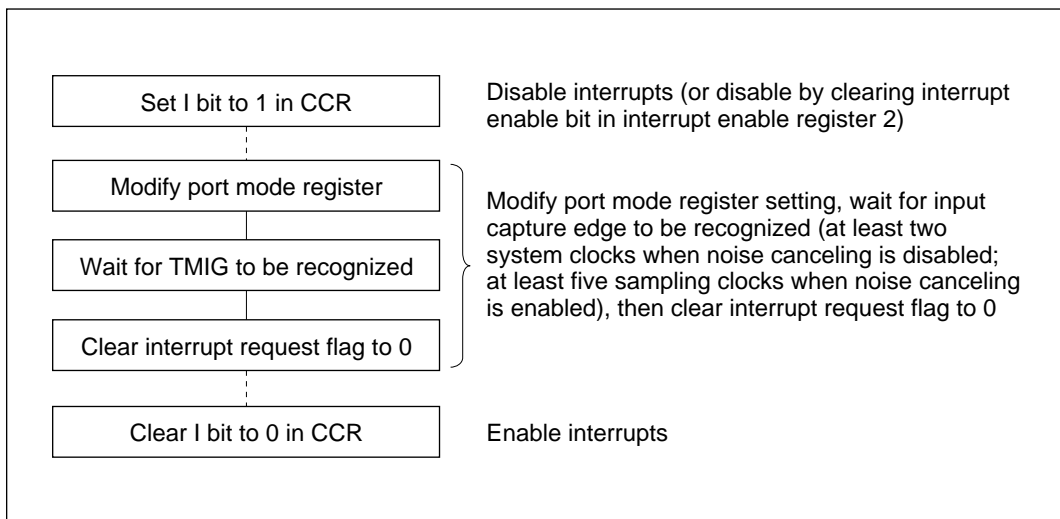 Set I bit to 1 in CCR
Disable interrupts (or disable by clearing interrupt
enable bit in interrupt enable register 2)
Modify port mode register
Wait for TMIG to be recognized
Clear interrupt request flag to 0
Modify port mode register setting, wait for input
capture edge to be recognized (at least two
system clocks when noise canceling is disabled;
at least five sampling clocks when noise canceling
is enabled), then clear interrupt request flag to 0
Clear I bit to 0 in CCR
Enable interrupts